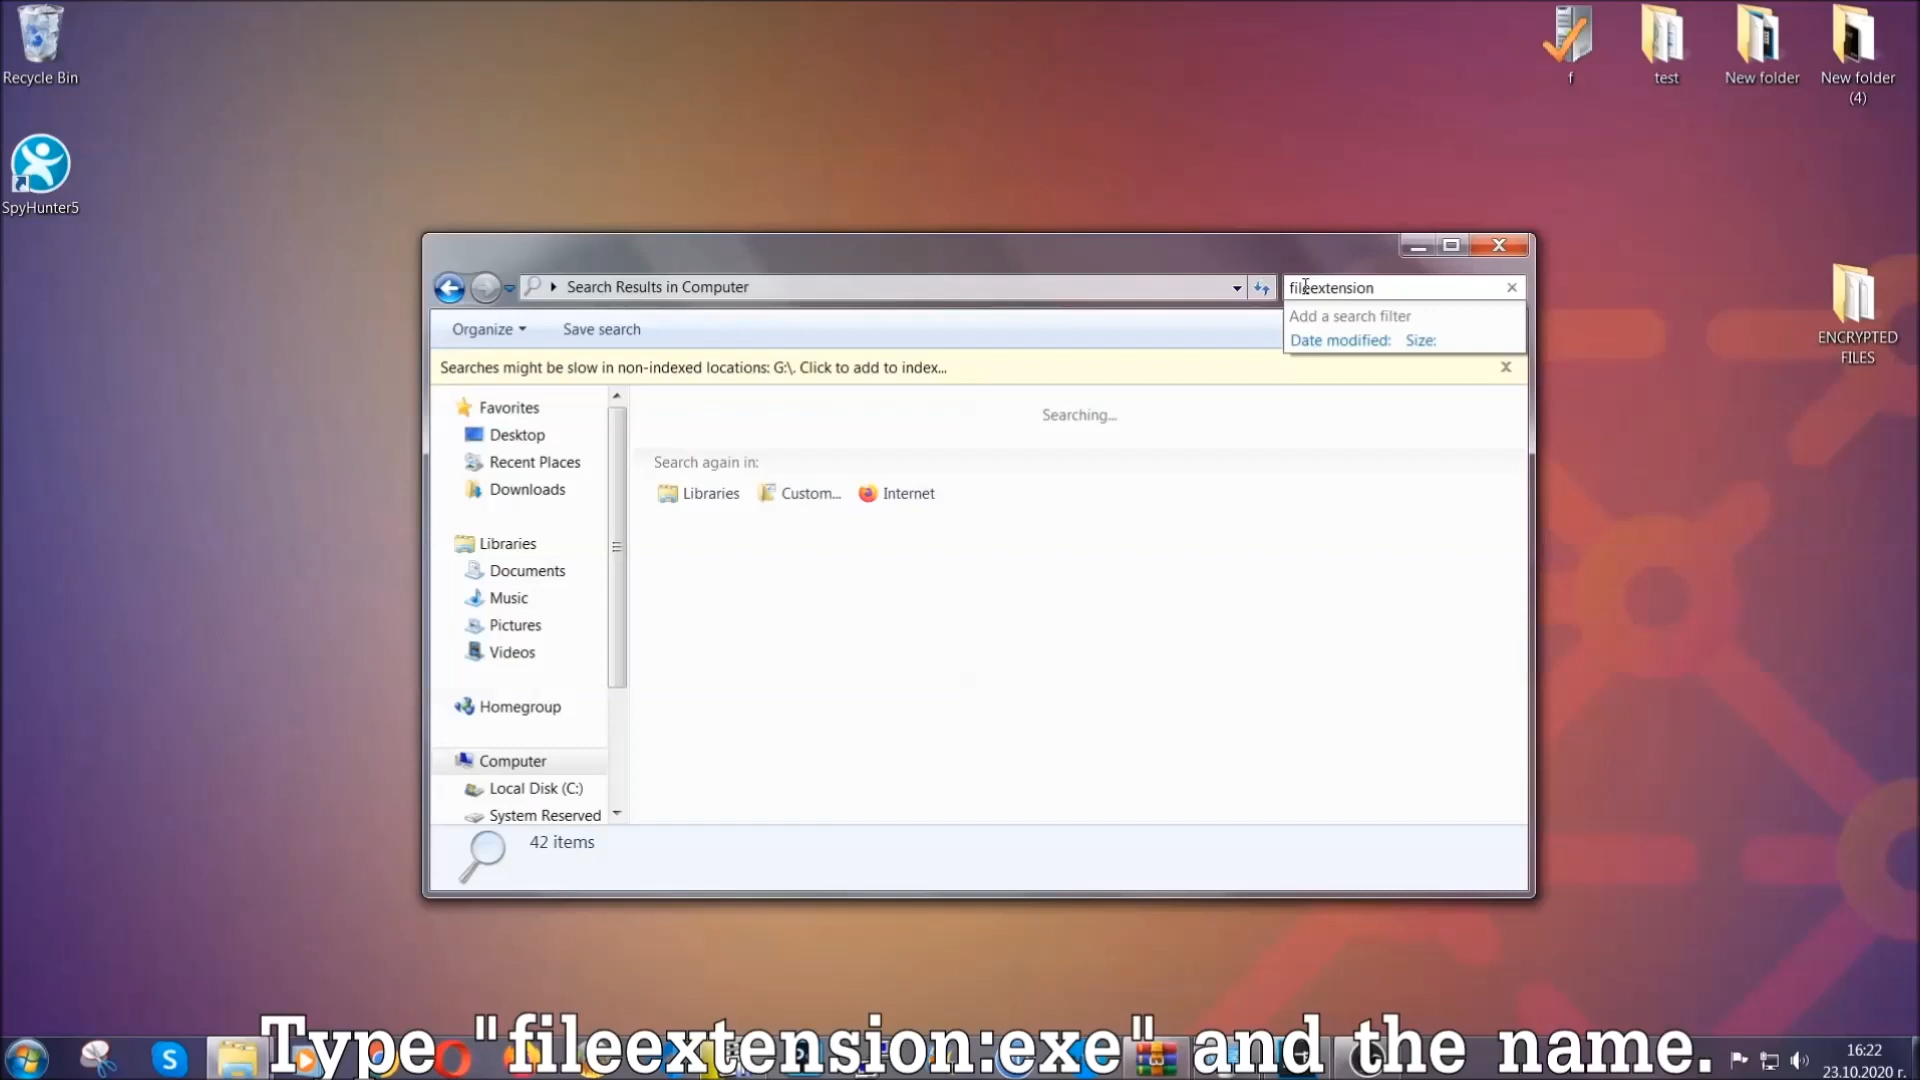 Recycle Bin
SpyHunter5
f
test
New folder
New folder
(4)
ENCRYPTED
FILES
Search Results in Computer
fileextension
Add a search filter
Date modified: Size:
Organize
Save search
Searches might be slow in non-indexed locations: G:\. Click to add to index...
Favorites
Desktop
Recent Places
Downloads
Libraries
Documents
Music
Pictures
Videos
Homegroup
Computer
Local Disk (C:)
System Reserved
Searching...
Search again in:
Libraries
Custom...
Internet
42 items
Type "fileextension:exe" and the name.
16:22
23.10.2020 г.